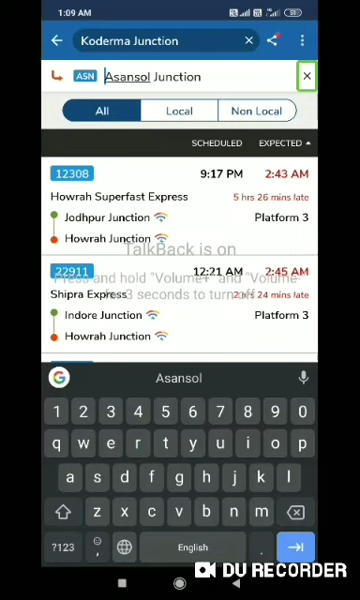 1:09 AM
59
Koderma Junction
ASN Asansol Junction
All Local Non Local
SCHEDULED EXPECTED
12308 9:17 PM 2:43 AM
Howrah Superfast Express 5 hrs 26 mins late
Jodhpur Junction Platform 3
Howrah Junction
TalkBack is on
22911 12:21 AM 2:45 AM
Press and hold "Volume+" and "Volume-"
Shipra Express 2 hrs 24 mins late
for 3 seconds to turn off.
Indore Junction Platform 3
Howrah Junction
G Asansol
1 2 3 4 5 6 7 8 9 0
q w e r t y u i o p
a s d f g h j k l
z x c v b n m
?123 , English .
DU RECORDER